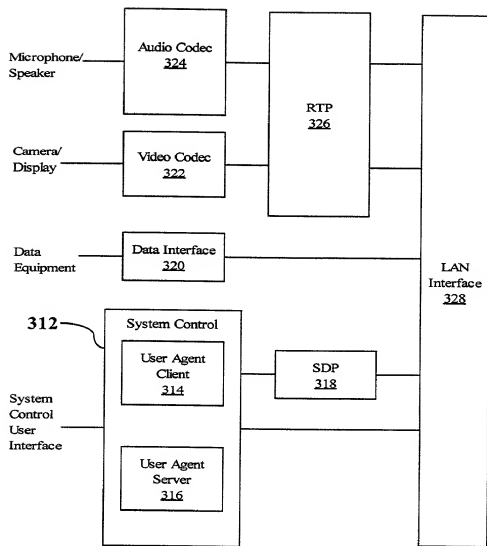 Microphone/
Speaker
Audio Codec
324
RTP
326
Camera/
Display
Video Codec
322
Data
Equipment
Data Interface
320
LAN
Interface
328
312
System Control
User Agent
Client
314
SDP
318
System
Control
User
Interface
User Agent
Server
316